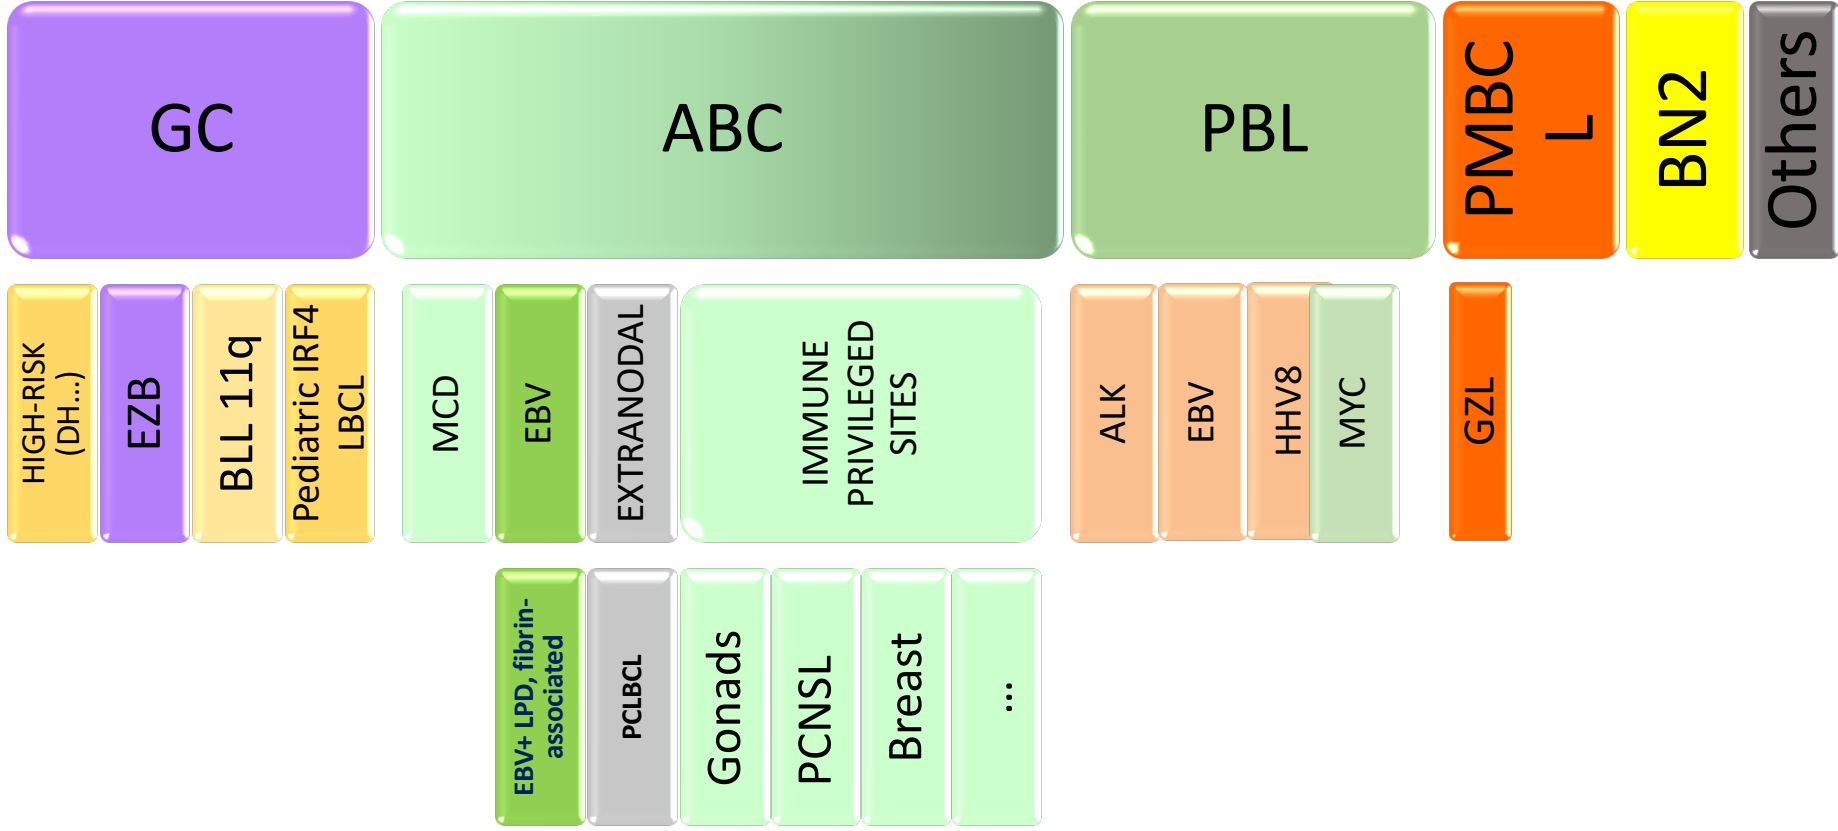 GC
ABC
PBL
PMBC
L
BN2
Others
HIGH-RISK
(DH...)
EZB
BLL 11q
Pediatric IRF4
LBCL
MCD
EBV
EXTRANODAL
IMMUNE
PRIVILEGED
SITES
ALK
EBV
HHV8
MYC
GZL
EBV+ LPD, fibrin-
associated
PCLBCL
Gonads
PCNSL
Breast
...